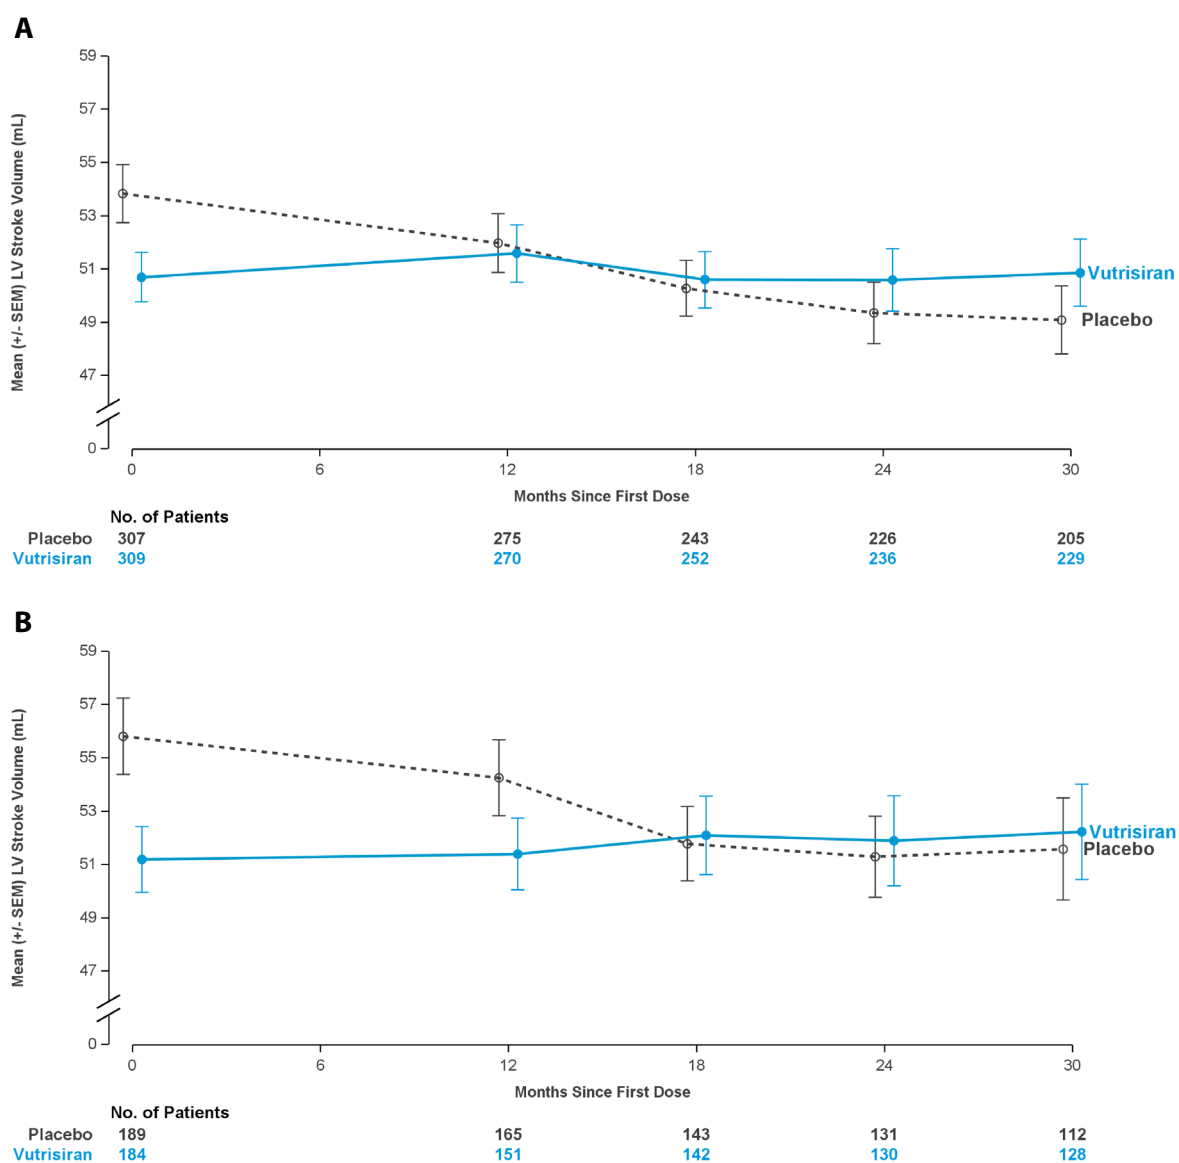 A
Mean (+/- SEM) LV Stroke Volume (mL)
59
57
55
53
51
49
47
0
Vutrisiran
Placebo
0 6 12 18 24 30
Months Since First Dose
No. of Patients
Placebo 307 275 243 226 205
Vutrisiran 309 270 252 236 229
B
Mean (+/- SEM) LV Stroke Volume (mL)
59
57
55
53
51
49
47
0
Vutrisiran
Placebo
0 6 12 18 24 30
Months Since First Dose
No. of Patients
Placebo 189 165 143 131 112
Vutrisiran 184 151 142 130 128